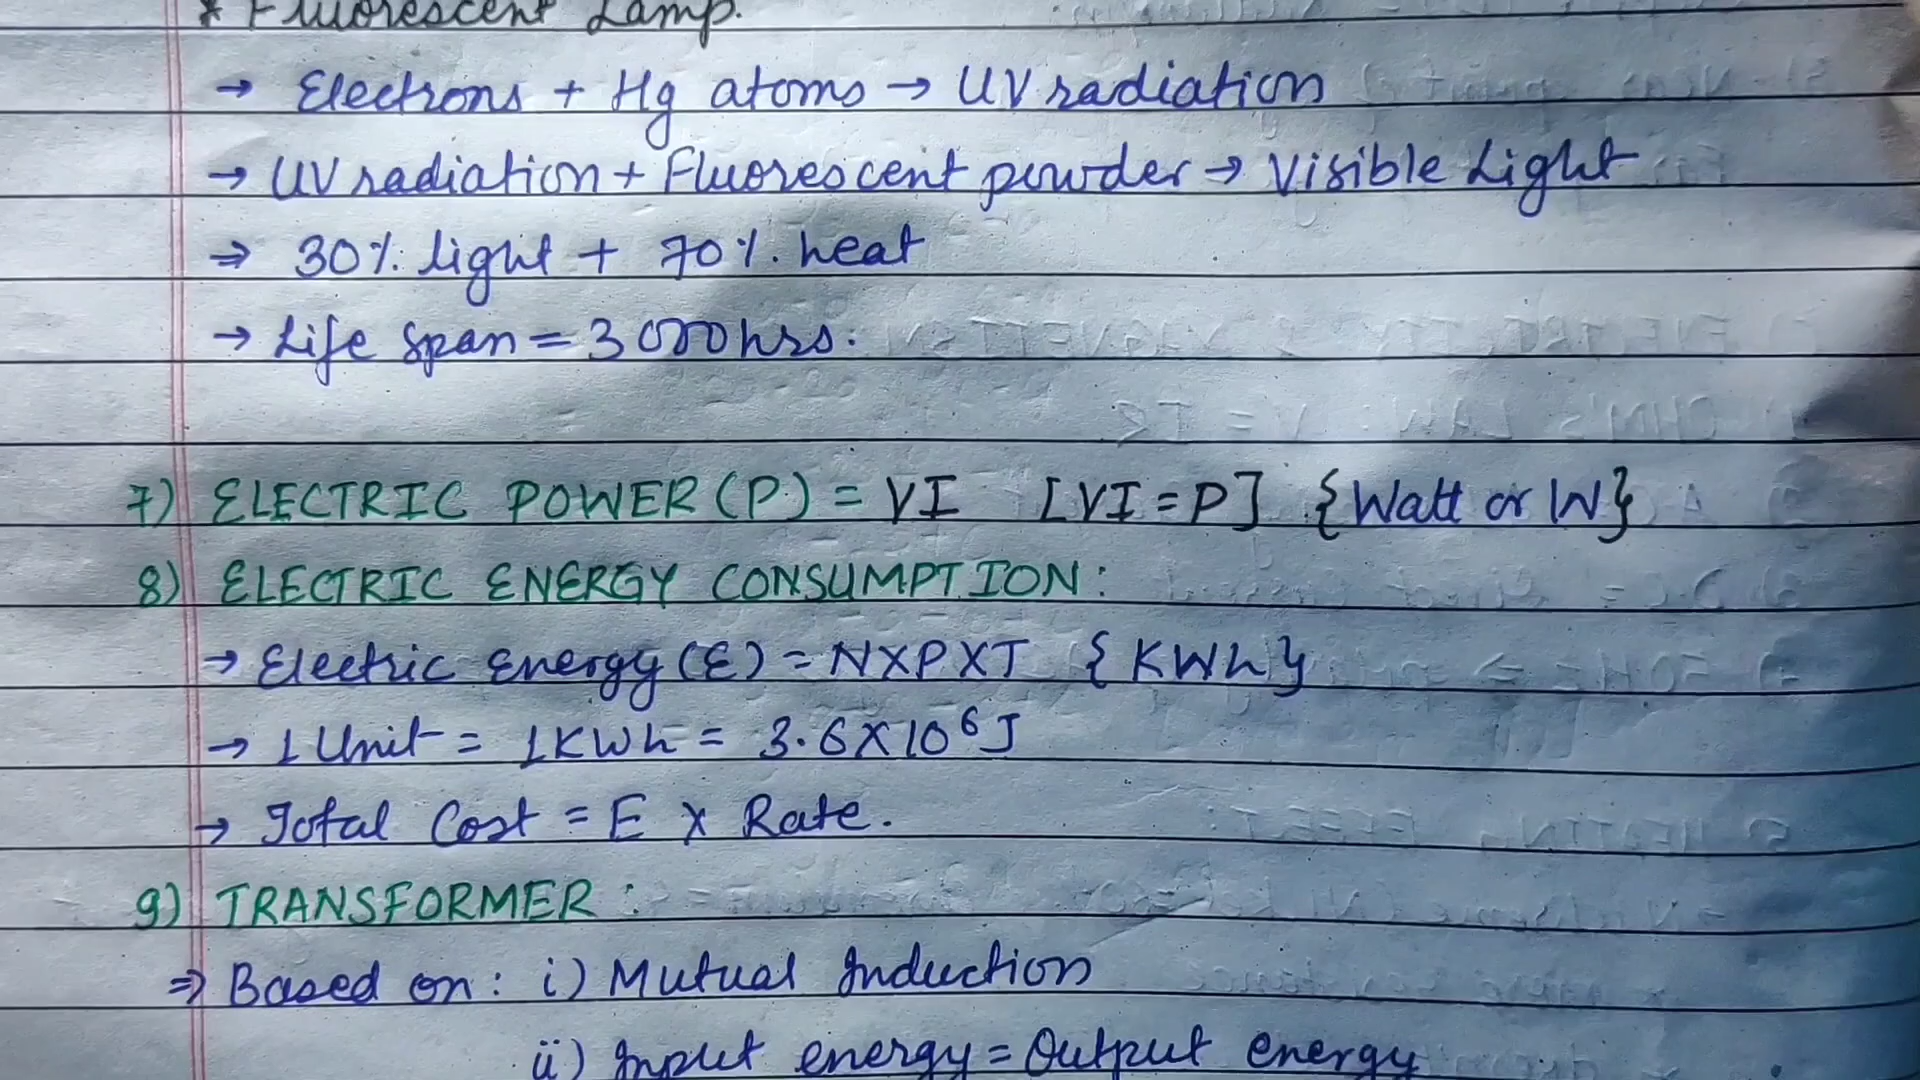 * Fluorescent Lamp.
→ Electrons + Hg atoms → UV radiation
→ UV radiation + Fluorescent powder → Visible Light
⇒ 30% light + 70% heat
→ Life Span = 3000 hrs.
7) ELECTRIC POWER (P) = VI [VI = P] {Watt or W}
8) ELECTRIC ENERGY CONSUMPTION:
→ Electric Energy (E) = N X P X T {KWh}
→ 1 Unit = 1KWh = 3.6 X 10⁶ J
→ Total Cost = E x Rate.
9) TRANSFORMER :
⇒ Based on: i) Mutual Induction
ii) Input energy = Output energy